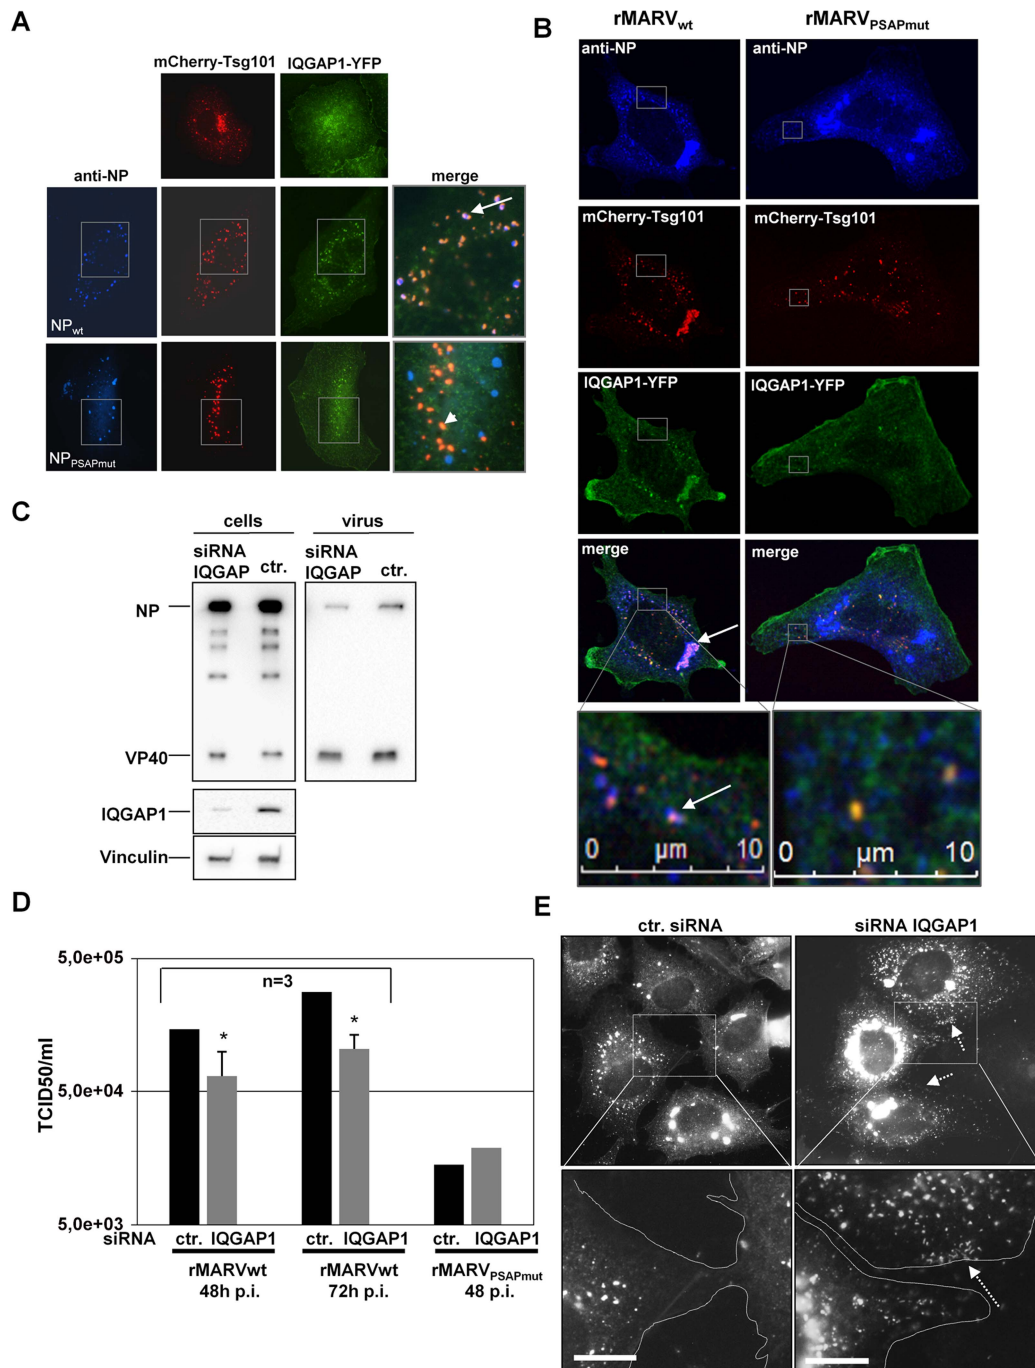 A
mCherry-Tsg101 IQGAP1-YFP
anti-NP merge
NPwt
NPPSAPmut
B
rMARVwt rMARVPSAPmut
anti-NP anti-NP
mCherry-Tsg101 mCherry-Tsg101
IQGAP1-YFP IQGAP1-YFP
merge merge
0 µm 10 0 µm 10
C
cells virus
siRNA IQGAP ctr. siRNA IQGAP ctr.
NP
VP40
IQGAP1
Vinculin
D
TCID50/ml
5,0e+05
5,0e+04
5,0e+03
n=3
* *
siRNA ctr. IQGAP1 ctr. IQGAP1 ctr. IQGAP1
rMARVwt rMARVwt rMARVPSAPmut
48h p.i. 72h p.i. 48 p.i.
E
ctr. siRNA siRNA IQGAP1